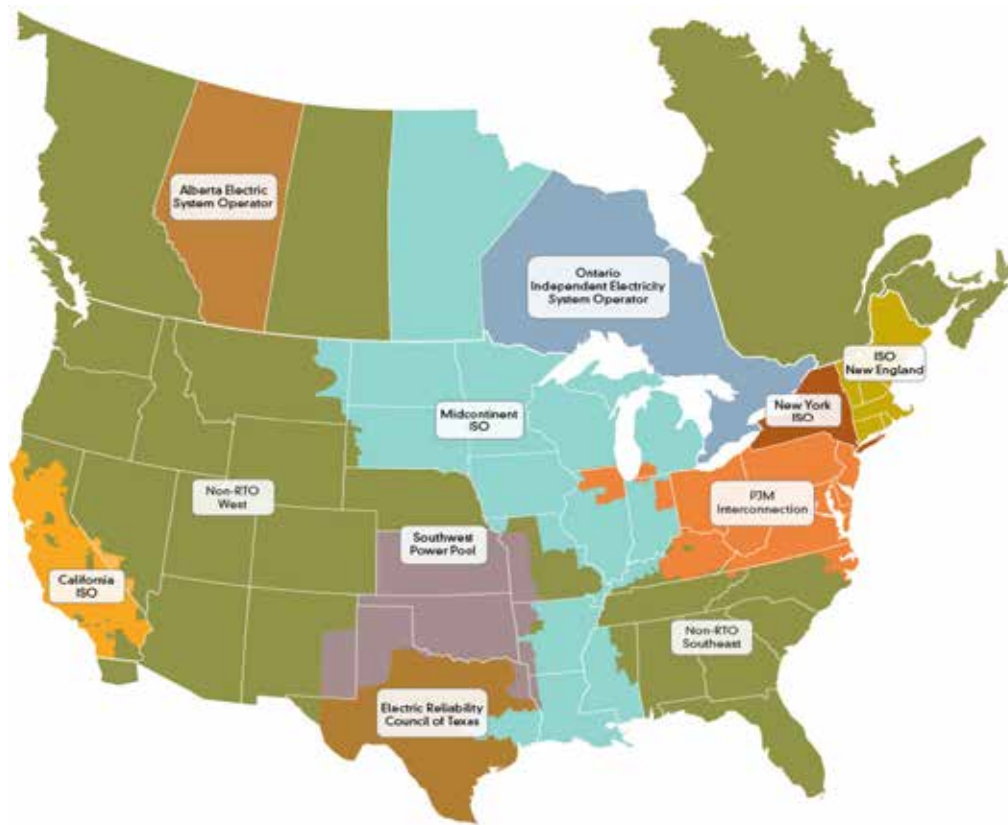 Alberta Electric
System Operator
Ontario
Independent Electricity
System Operator
ISO
New England
Midcontinent
ISO
New York
ISO
Non-RTO
West
PJM
Interconnection
Southwest
Power Pool
California
ISO
Non-RTO
Southeast
Electric Reliability
Council of Texas